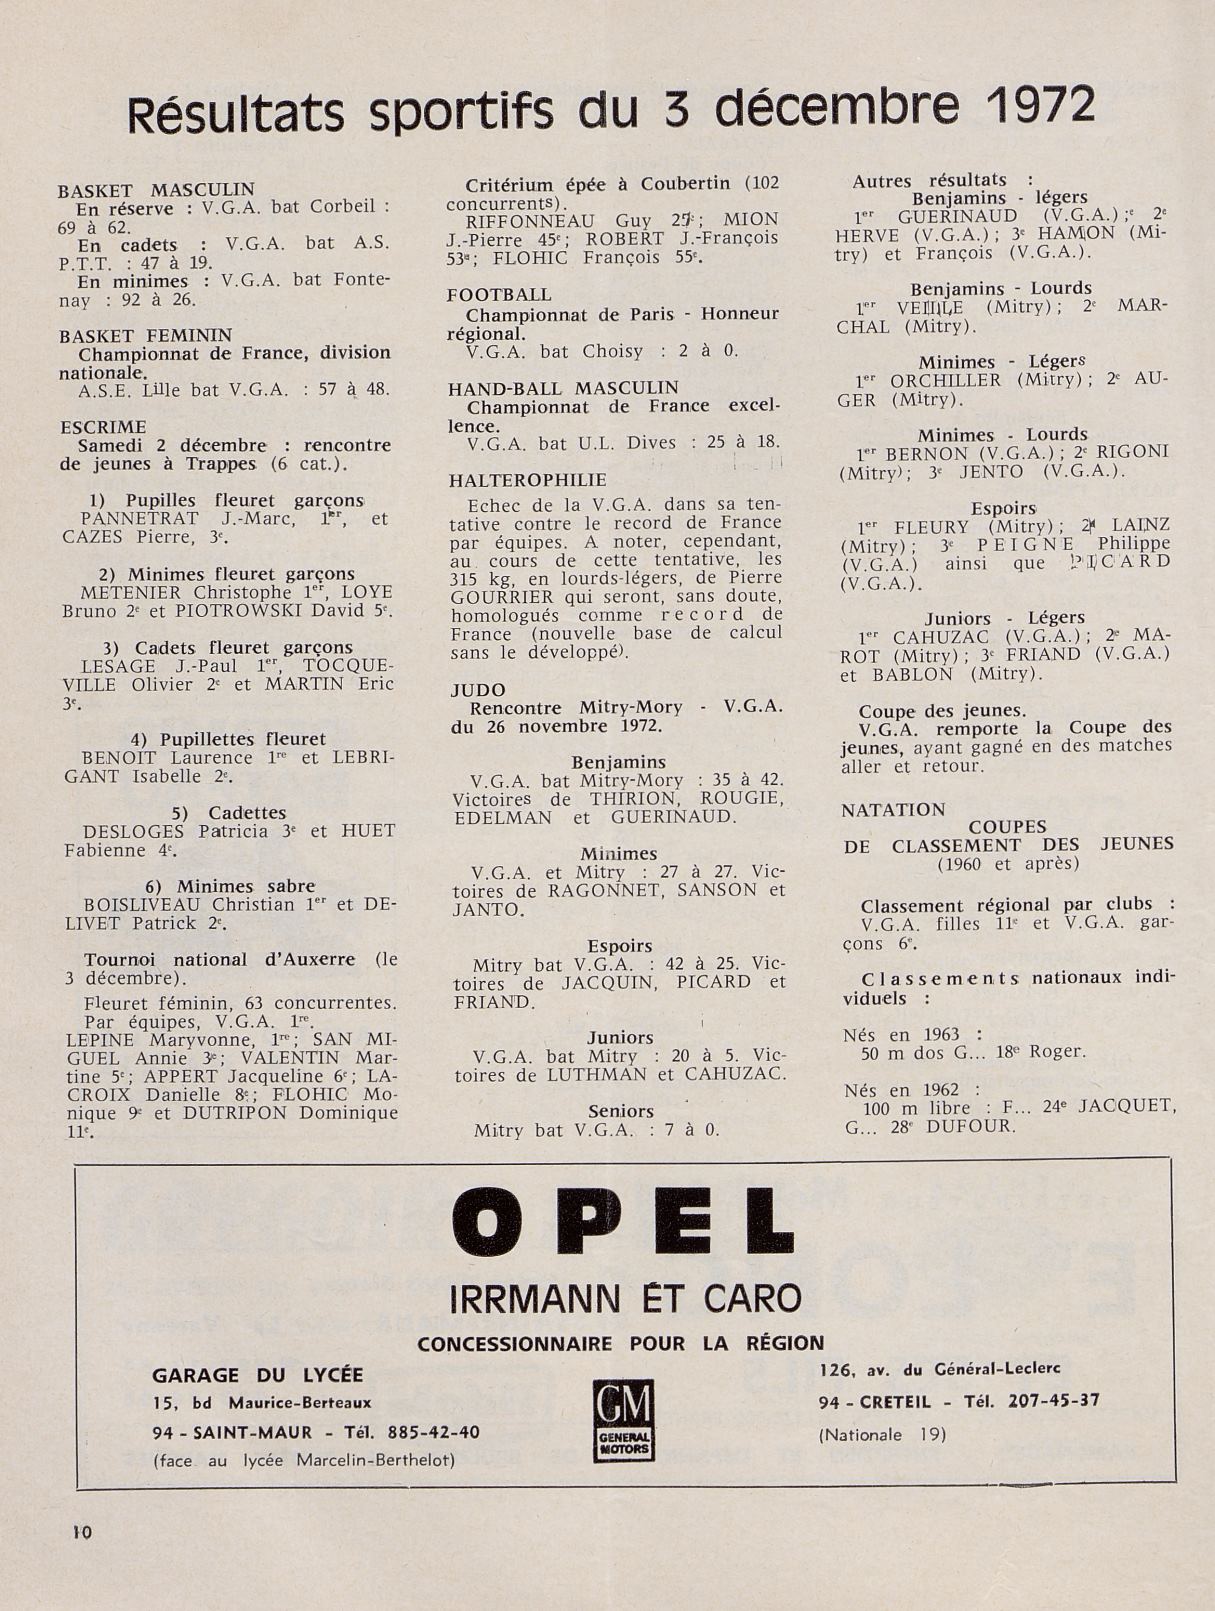 Résultats sportifs du 3 décembre 1972
BASKET MASCULIN
En réserve : V.G.A. bat Corbeil :
69 à 62.
En cadets : V.G.A. bat A.S.
P.T.T. : 47 à 19.
En minimes : V.G.A. bat Fonte-
nay : 92 à 26.
BASKET FEMININ
Championnat de France, division
nationale.
A.S.E. Lille bat V.G.A. : 57 à 48.
ESCRIME
Samedi 2 décembre : rencontre
de jeunes à Trappes (6 cat.).
1) Pupilles fleuret garçons
PANNETRAT J.-Marc, 1er, et
CAZES Pierre, 3e.
2) Minimes fleuret garçons
METENIER Christophe 1er, LOYE
Bruno 2e et PIOTROWSKI David 5e.
3) Cadets fleuret garçons
LESAGE J.-Paul 1er, TOCQUE-
VILLE Olivier 2e et MARTIN Eric
3e.
4) Pupillettes fleuret
BENOIT Laurence 1re et LEBRI-
GANT Isabelle 2e.
5) Cadettes
DESLOGES Patricia 3e et HUET
Fabienne 4e.
6) Minimes sabre
BOISLIVEAU Christian 1er et DE-
LIVET Patrick 2e.
Tournoi national d'Auxerre (le
3 décembre).
Fleuret féminin, 63 concurrentes.
Par équipes, V.G.A. 1re.
LEPINE Maryvonne, 1re; SAN MI-
GUEL Annie 3e; VALENTIN Mar-
tine 5e; APPERT Jacqueline 6e; LA-
CROIX Danielle 8e; FLOHIC Mo-
nique 9e et DUTRIPON Dominique
11e.
Critérium épée à Coubertin (102
concurrents).
RIFFONNEAU Guy 25e; MION
J.-Pierre 45e; ROBERT J.-François
53e; FLOHIC François 55e.
FOOTBALL
Championnat de Paris - Honneur
régional.
V.G.A. bat Choisy : 2 à 0.
HAND-BALL MASCULIN
Championnat de France excel-
lence.
V.G.A. bat U.L. Dives : 25 à 18.
HALTEROPHILIE
Echec de la V.G.A. dans sa ten-
tative contre le record de France
par équipes. A noter, cependant,
au cours de cette tentative, les
315 kg, en lourds-légers, de Pierre
GOURRIER qui seront, sans doute,
homologués comme record de
France (nouvelle base de calcul
sans le développé).
JUDO
Rencontre Mitry-Mory - V.G.A.
du 26 novembre 1972.
Benjamins
V.G.A. bat Mitry-Mory : 35 à 42.
Victoires de THIRION, ROUGIE,
EDELMAN et GUERINAUD.
Minimes
V.G.A. et Mitry : 27 à 27. Vic-
toires de RAGONNET, SANSON et
JANTO.
Espoirs
Mitry bat V.G.A. : 42 à 25. Vic-
toires de JACQUIN, PICARD et
FRIAND.
Juniors
V.G.A. bat Mitry : 20 à 5. Vic-
toires de LUTHMAN et CAHUZAC.
Seniors
Mitry bat V.G.A. : 7 à 0.
Autres résultats :
Benjamins - légers
1er GUERINAUD (V.G.A.) ;e 2e
HERVE (V.G.A.) ; 3e HAMON (Mi-
try) et François (V.G.A.).
Benjamins - Lourds
1er (Mitry) ; 2e MAR-
CHAL (Mitry).
Minimes - Légers
1er ORCHILLER (Mitry) ; 2e AU-
GER (Mitry).
Minimes - Lourds
1er BERNON (V.G.A.) ; 2e RIGONI
(Mitry) ; 3e JENTO (V.G.A.).
Espoirs
1er FLEURY (Mitry) ; 2e LAINZ
(Mitry) ; 3e PEIGNE Philippe
(V.G.A.) ainsi que PICARD
(V.G.A.).
Juniors - Légers
1er CAHUZAC (V.G.A.) ; 2e MA-
ROT (Mitry) ; 3e FRIAND (V.G.A.)
et BABLON (Mitry).
Coupe des jeunes.
V.G.A. remporte la Coupe des
jeunes, ayant gagné en des matches
aller et retour.
NATATION
COUPES
DE CLASSEMENT DES JEUNES
(1960 et après)
Classement régional par clubs :
V.G.A. filles 11e et V.G.A. gar-
çons 6e.
Classements nationaux indi-
viduels :
Nés en 1963 :
50 m dos G... 18e Roger.
Nés en 1962 :
100 m libre : F... 24e JACQUET,
G... 28e DUFOUR.
OPEL
IRRMANN ET CARO
CONCESSIONNAIRE POUR LA RÉGION
GARAGE DU LYCÉE
15, bd Maurice-Berteaux
94 - SAINT-MAUR - Tél. 885-42-40
(face au lycée Marcelin-Berthelot)
GM
GENERAL
MOTORS
126, av. du Général-Leclerc
94 - CRETEIL - Tél. 207-45-37
(Nationale 19)
10